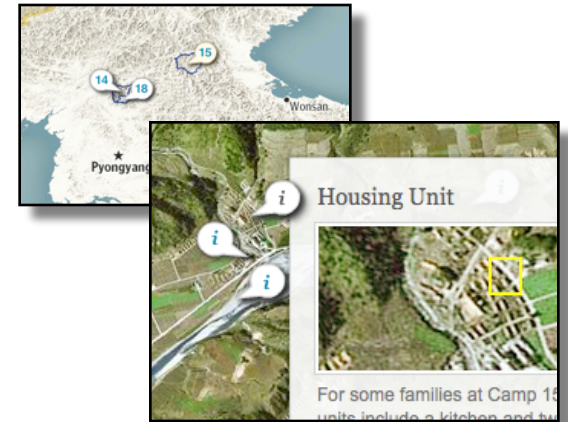 15
14
18
Wonsan
Pyongyang
i
Housing Unit
i
i
i
For some families at Camp 15
units include a kitchen and tw